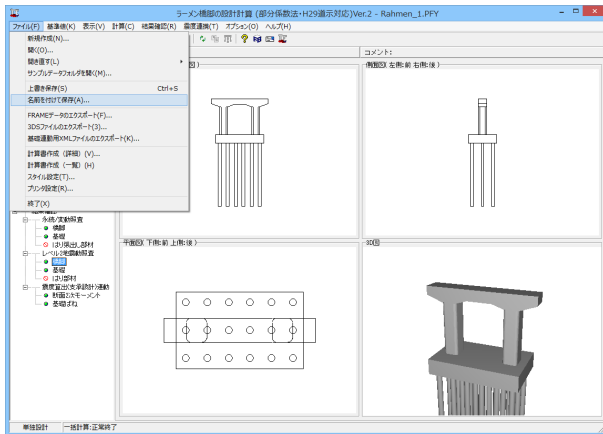 ラーメン橋脚の設計計算 (部分係数法・H29道示対応)Ver.2 - Rahmen_1.PFY
ファイル(F) 基準値(K) 表示(V) 計算(C) 結果確認(R) 震度連携(T) オプション(O) ヘルプ(H)
新規作成(N)...
開く(O)...
開き直す(L)
サンプルデータフォルダを開く(M)...
上書き保存(S) Ctrl+S
名前を付けて保存(A)...
FRAMEデータのエクスポート(F)...
3DSファイルのエクスポート(3)...
基礎連動用XMLファイルのエクスポート(K)...
計算書作成（詳細）(V)...
計算書作成（一覧）(H)
スタイル設定(T)...
プリンタ設定(R)...
終了(X)
コメント:
側面図( 左側:前 右側:後 )
永続/変動照査
橋脚
基礎
はり張出し部材
レベル2地震動照査
橋脚
基礎
はり部材
震度算出(支承設計)連動
断面2次モーメント
基礎ばね
平面図( 下側:前 上側:後 )
3D図
単独設計 一括計算:正常終了